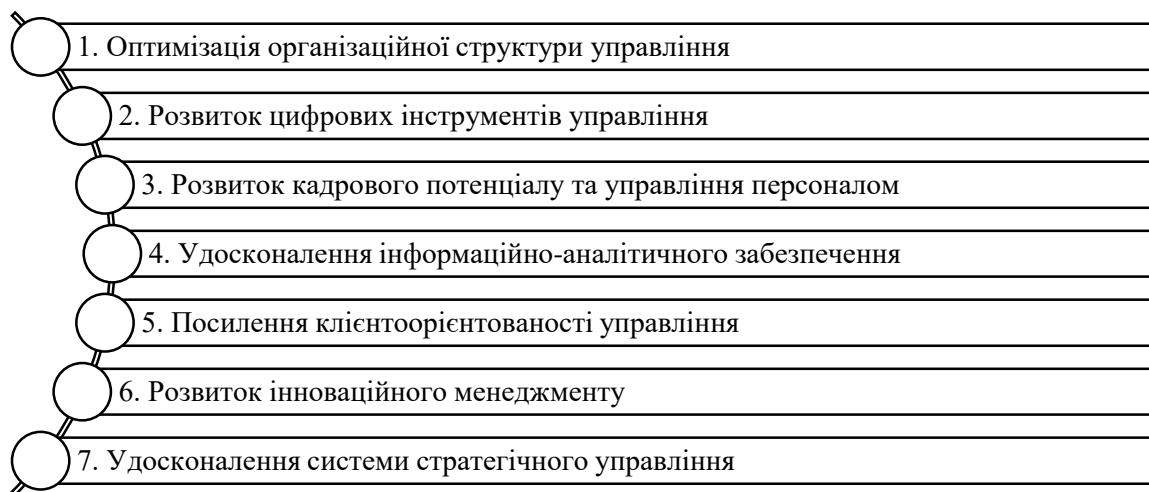 1. Оптимізація організаційної структури управління
2. Розвиток цифрових інструментів управління
3. Розвиток кадрового потенціалу та управління персоналом
4. Удосконалення інформаційно-аналітичного забезпечення
5. Посилення клієнтоорієнтованості управління
6. Розвиток інноваційного менеджменту
7. Удосконалення системи стратегічного управління